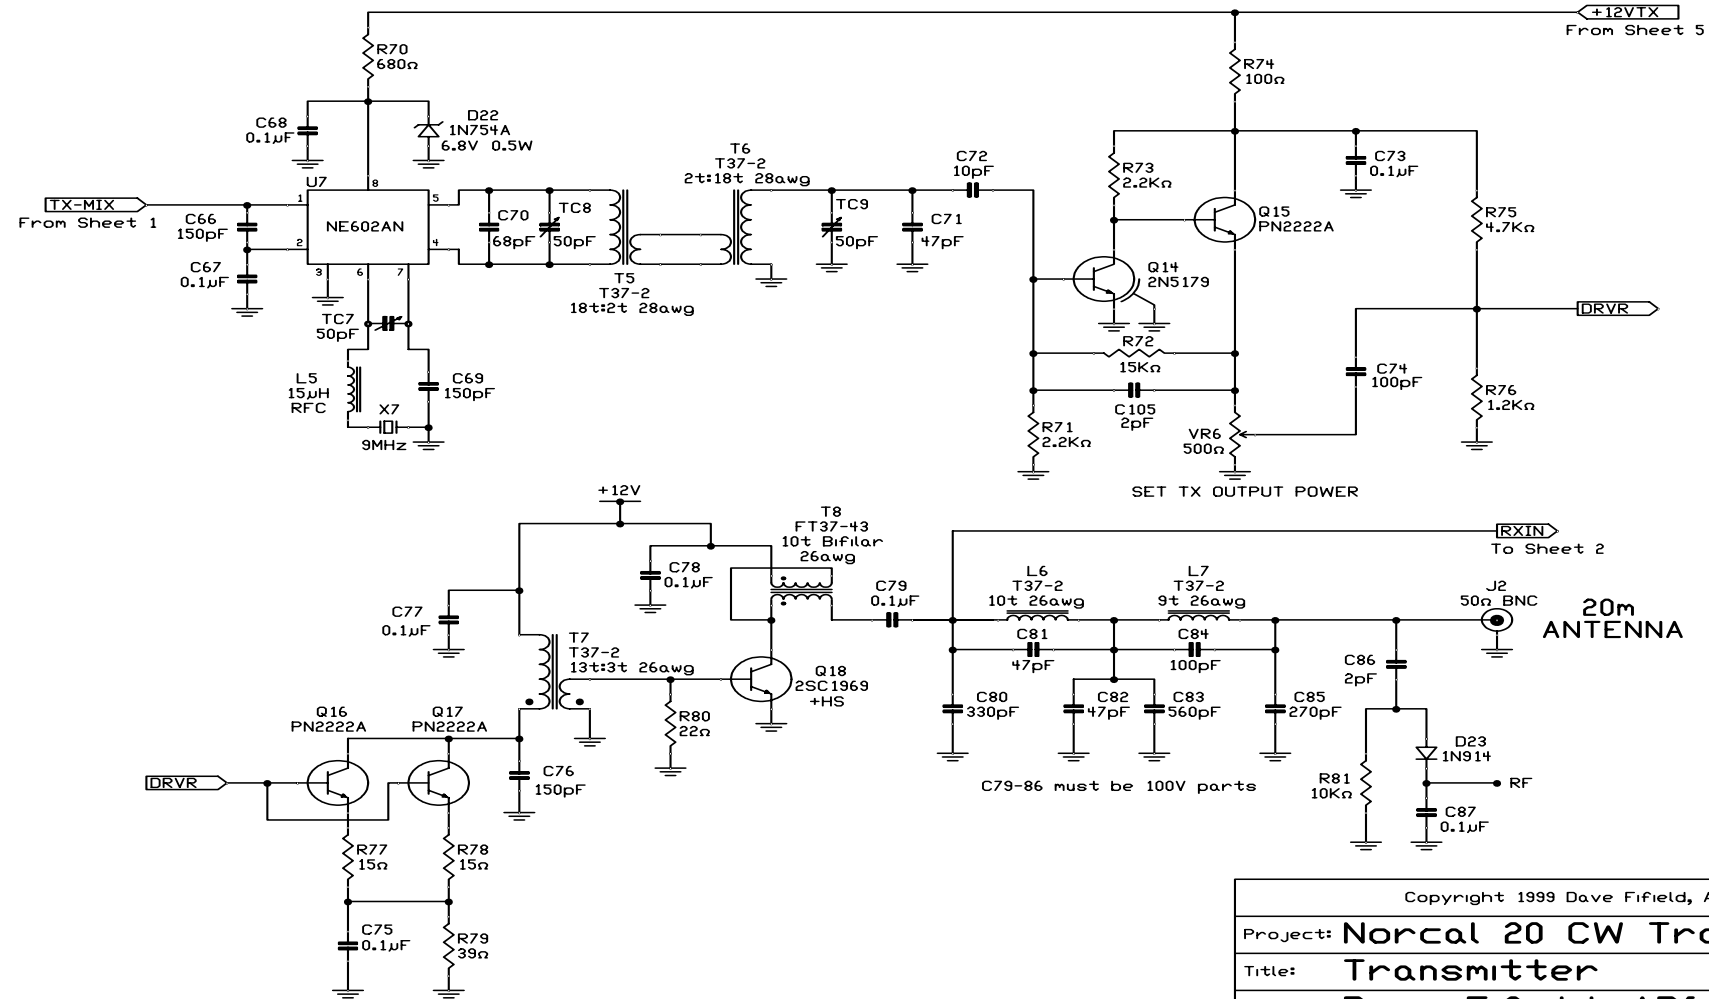 +12VTX
From Sheet 5
R70
680Ω
R74
100Ω
C68
0.1µF
D22
1N754A
6.8V 0.5W
T6
T37-2
2t:18t 28awg
C72
10pF
R73
2.2KΩ
C73
0.1µF
U7
8
TX-MIX
From Sheet 1
1
5
C66
150pF
NE602AN
C70
68pF
TC8
50pF
TC9
50pF
C71
47pF
Q15
PN2222A
R75
4.7KΩ
2
4
C67
0.1µF
3
6
7
T5
T37-2
18t:2t 28awg
Q14
2N5179
TC7
50pF
DRVR
R72
15KΩ
L5
15µH
RFC
C69
150pF
X7
9MHz
C105
2pF
C74
100pF
R76
1.2KΩ
R71
2.2KΩ
VR6
500Ω
SET TX OUTPUT POWER
+12V
T8
FT37-43
10t Bifilar
26awg
RXIN
To Sheet 2
C78
0.1µF
C79
0.1µF
L6
T37-2
10t 26awg
L7
T37-2
9t 26awg
J2
50Ω BNC
20m
ANTENNA
C77
0.1µF
T7
T37-2
13t:3t 26awg
C81
47pF
C84
100pF
C86
2pF
Q18
2SC1969
+HS
C80
330pF
C82
47pF
C83
560pF
C85
270pF
Q16
PN2222A
Q17
PN2222A
R80
22Ω
D23
1N914
DRVR
C76
150pF
C79-86 must be 100V parts
R81
10KΩ
RF
C87
0.1µF
R77
15Ω
R78
15Ω
C75
0.1µF
R79
39Ω
Copyright 1999 Dave Fifield, A
Project: Norcal 20 CW Tra
Title: Transmitter